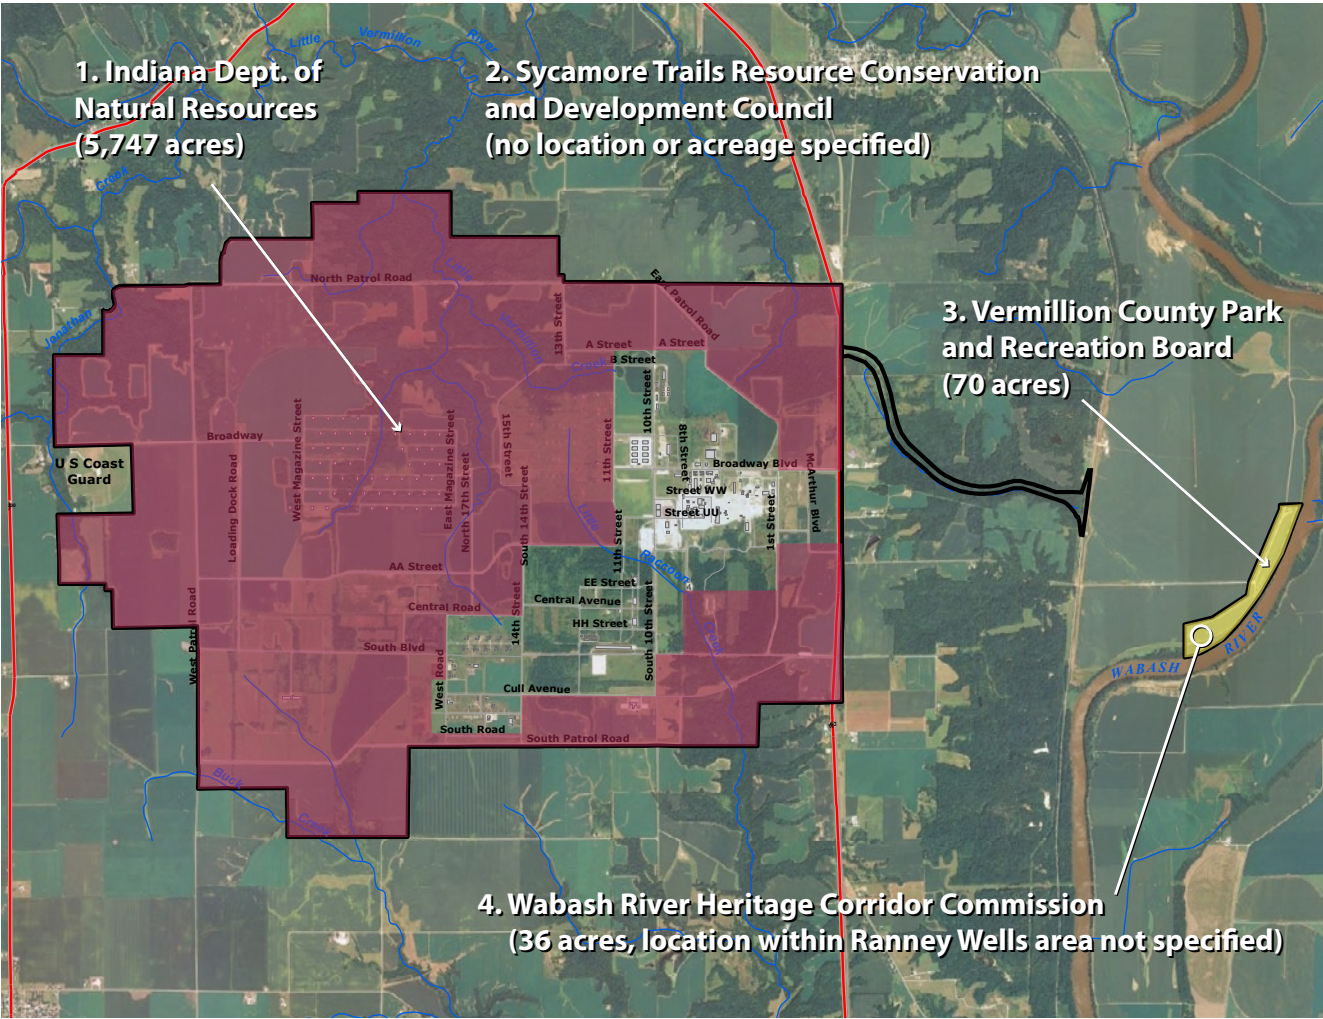 Little
Vermillion
River
1. Indiana Dept. of
Natural Resources
(5,747 acres)
2. Sycamore Trails Resource Conservation
and Development Council
(no location or acreage specified)
Creek
North Patrol Road
Little
East Patrol Road
3. Vermillion County Park
and Recreation Board
(70 acres)
Jonathan
13th Street
Vermillion
A Street
A Street
B Street
Creek
10th Street
Broadway
West Magazine Street
East Magazine Street
15th Street
11th Street
8th Street
U S Coast
Guard
Broadway Blvd
McArthur Blvd
Loading Dock Road
North 17th Street
South 14th Street
Street WW
Street UU
1st Street
Little
11th Street
Raccoon
Creek
AA Street
EE Street
Central Avenue
Central Road
14th Street
HH Street
South 10th Street
West Patrol Road
South Blvd
West Road
Cull Avenue
South Road
South Patrol Road
WABASH
RIVER
Buck
Creek
4. Wabash River Heritage Corridor Commission
(36 acres, location within Ranney Wells area not specified)